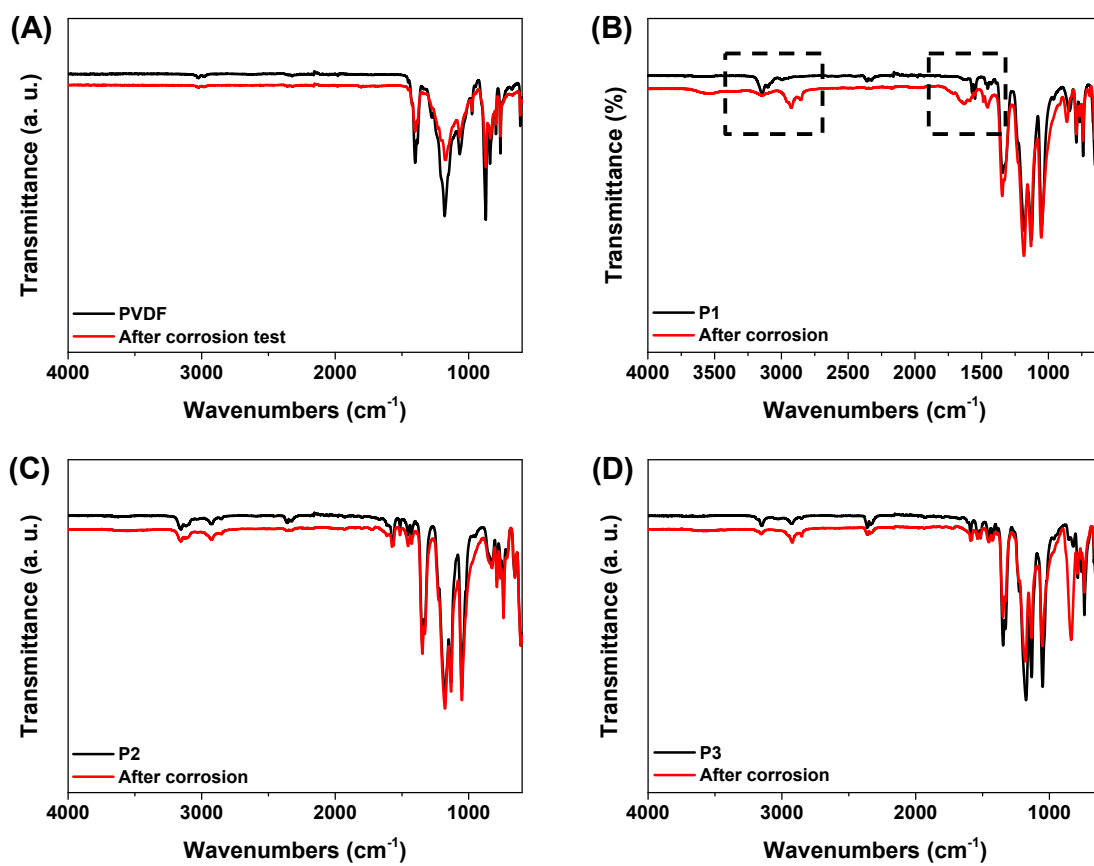 (A)
Transmittance (a. u.)
PVDF
After corrosion test
4000 3000 2000 1000
Wavenumbers (cm⁻¹)
(B)
Transmittance (%)
P1
After corrosion
4000 3500 3000 2500 2000 1500 1000
Wavenumbers (cm⁻¹)
(C)
Transmittance (a. u.)
P2
After corrosion
4000 3000 2000 1000
Wavenumbers (cm⁻¹)
(D)
Transmittance (a. u.)
P3
After corrosion
4000 3000 2000 1000
Wavenumbers (cm⁻¹)